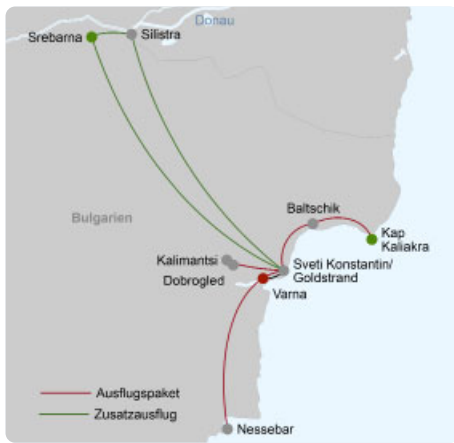 Donau
Srebarna
Silistra
Baltschik
Bulgarien
Kap
Kaliakra
Kalimantsi
Sveti Konstantin/
Goldstrand
Dobrogled
Varna
Ausflugspaket
Zusatzausflug
Nessebar